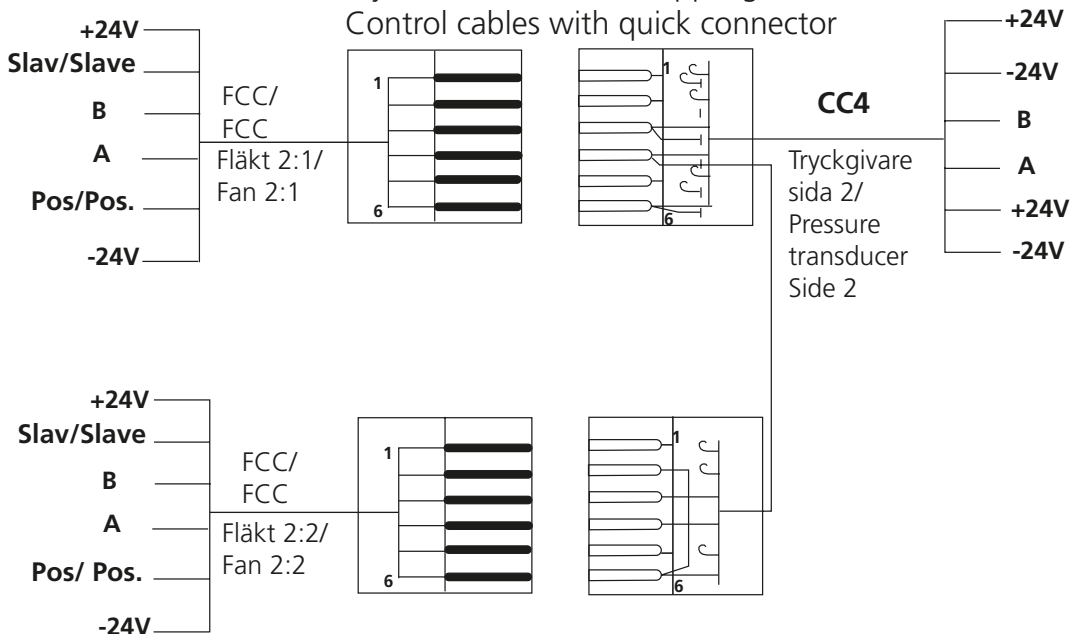 Control cables with quick connector
+24V
Slav/Slave
B
A
Pos/Pos.
-24V
FCC/
FCC
Fläkt 2:1/
Fan 2:1
1
6
1
6
CC4
Tryckgivare
sida 2/
Pressure
transducer
Side 2
+24V
-24V
B
A
+24V
-24V
+24V
Slav/Slave
B
A
Pos/ Pos.
-24V
FCC/
FCC
Fläkt 2:2/
Fan 2:2
1
6
1
6